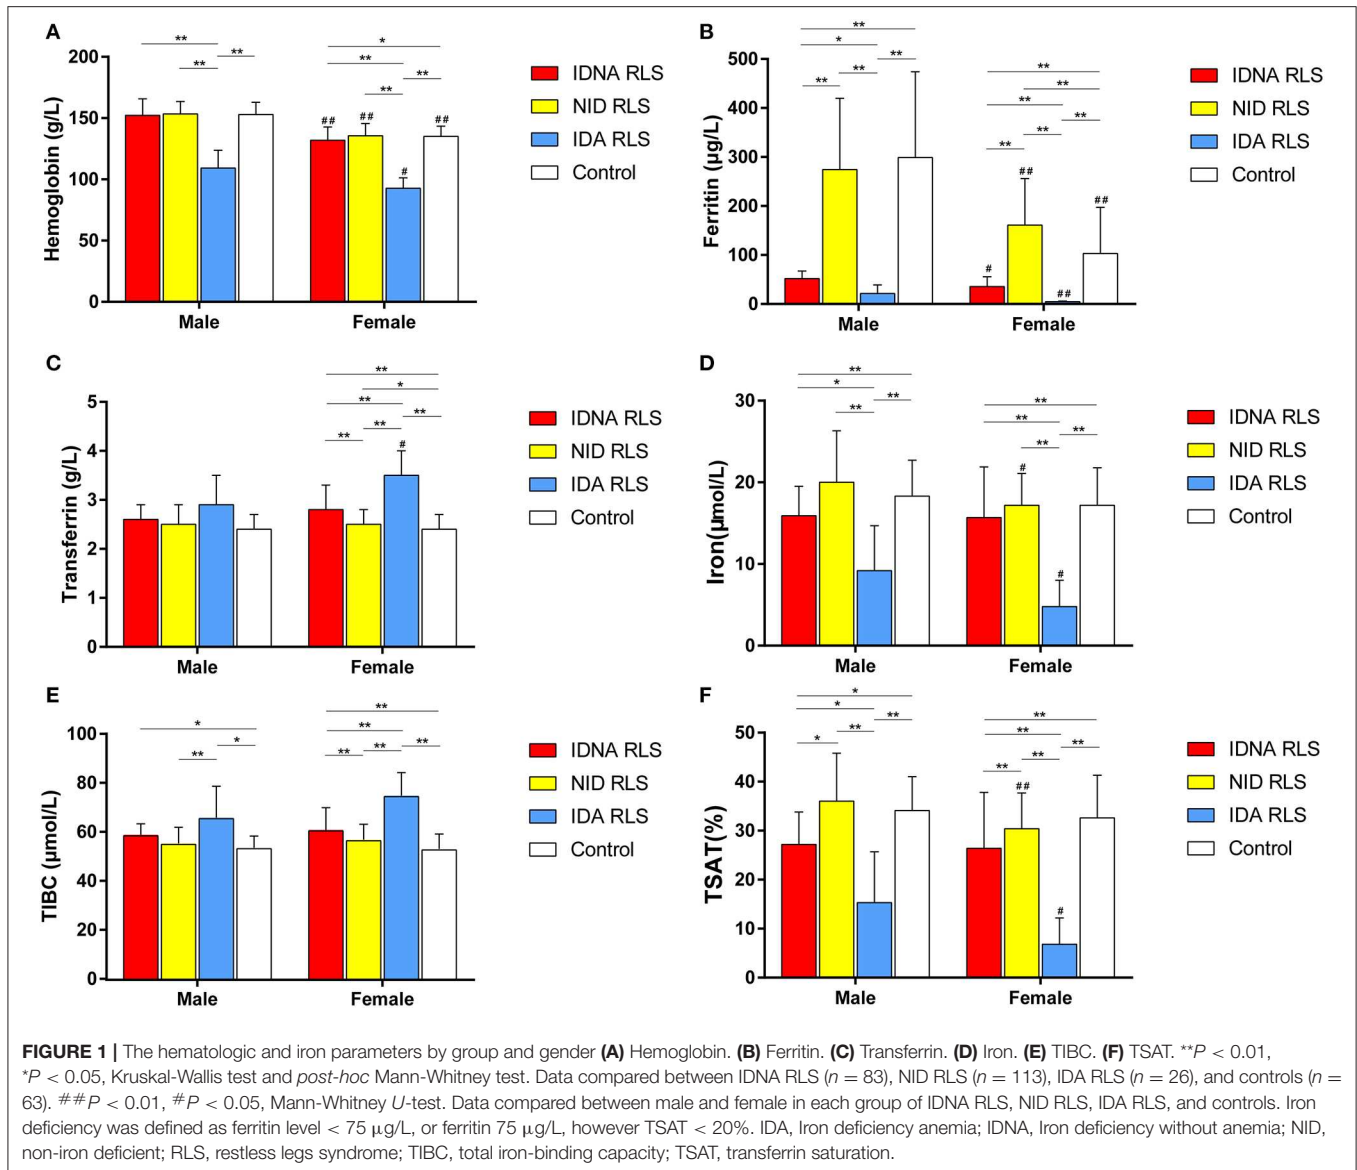 A
** 
** **
**
* 
**
** **
**
200
150
100
50
0
Hemoglobin (g/L)
## ## # ##
Male Female
IDNA RLS
NID RLS
IDA RLS
Control
B
**
*
** ** **
**
**
**
** ** **
500
400
300
200
100
0
Ferritin (µg/L)
# ## ## ##
Male Female
IDNA RLS
NID RLS
IDA RLS
Control
C
**
*
**
** ** **
5
4
3
2
1
0
Transferrin (g/L)
#
Male Female
IDNA RLS
NID RLS
IDA RLS
Control
D
**
*
** **
**
**
** **
30
20
10
0
Iron(µmol/L)
# #
Male Female
IDNA RLS
NID RLS
IDA RLS
Control
E
*
** *
**
**
** ** **
100
80
60
40
20
0
TIBC (µmol/L)
Male Female
IDNA RLS
NID RLS
IDA RLS
Control
F
*
*
* ** **
**
**
** ** **
50
40
30
20
10
0
TSAT(%)
## #
Male Female
IDNA RLS
NID RLS
IDA RLS
Control
FIGURE 1 | The hematologic and iron parameters by group and gender (A) Hemoglobin. (B) Ferritin. (C) Transferrin. (D) Iron. (E) TIBC. (F) TSAT. **P < 0.01,
*P < 0.05, Kruskal-Wallis test and post-hoc Mann-Whitney test. Data compared between IDNA RLS (n = 83), NID RLS (n = 113), IDA RLS (n = 26), and controls (n =
63). ##P < 0.01, #P < 0.05, Mann-Whitney U-test. Data compared between male and female in each group of IDNA RLS, NID RLS, IDA RLS, and controls. Iron
deficiency was defined as ferritin level < 75 µg/L, or ferritin 75 µg/L, however TSAT < 20%. IDA, Iron deficiency anemia; IDNA, Iron deficiency without anemia; NID,
non-iron deficient; RLS, restless legs syndrome; TIBC, total iron-binding capacity; TSAT, transferrin saturation.